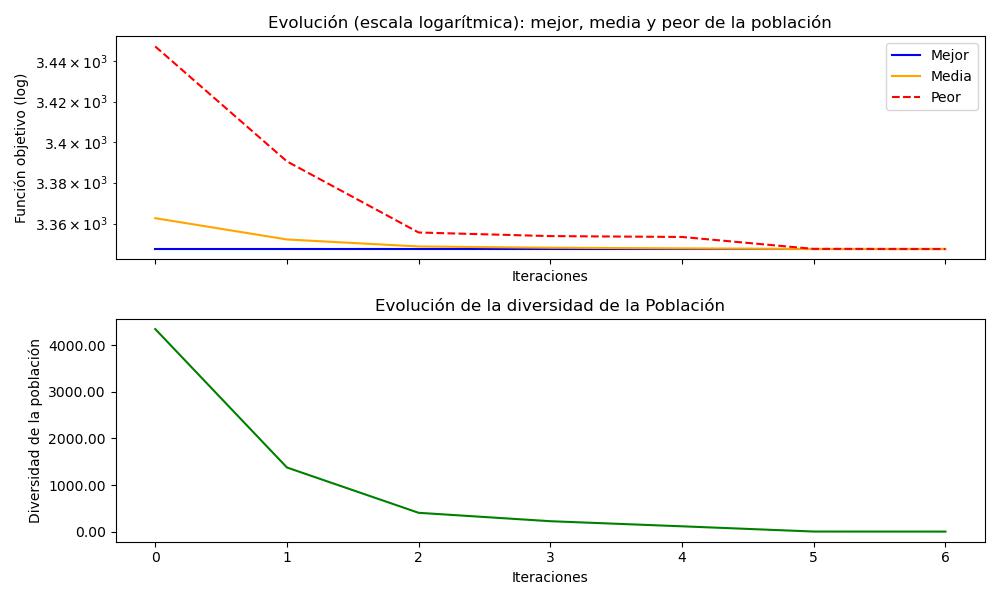 Evolución (escala logarítmica): mejor, media y peor de la población
Función objetivo (log)
3.44 × 10³
3.42 × 10³
3.4 × 10³
3.38 × 10³
3.36 × 10³
Mejor
Media
Peor
Iteraciones
Evolución de la diversidad de la Población
Diversidad de la población
4000.00
3000.00
2000.00
1000.00
0.00
0 1 2 3 4 5 6
Iteraciones